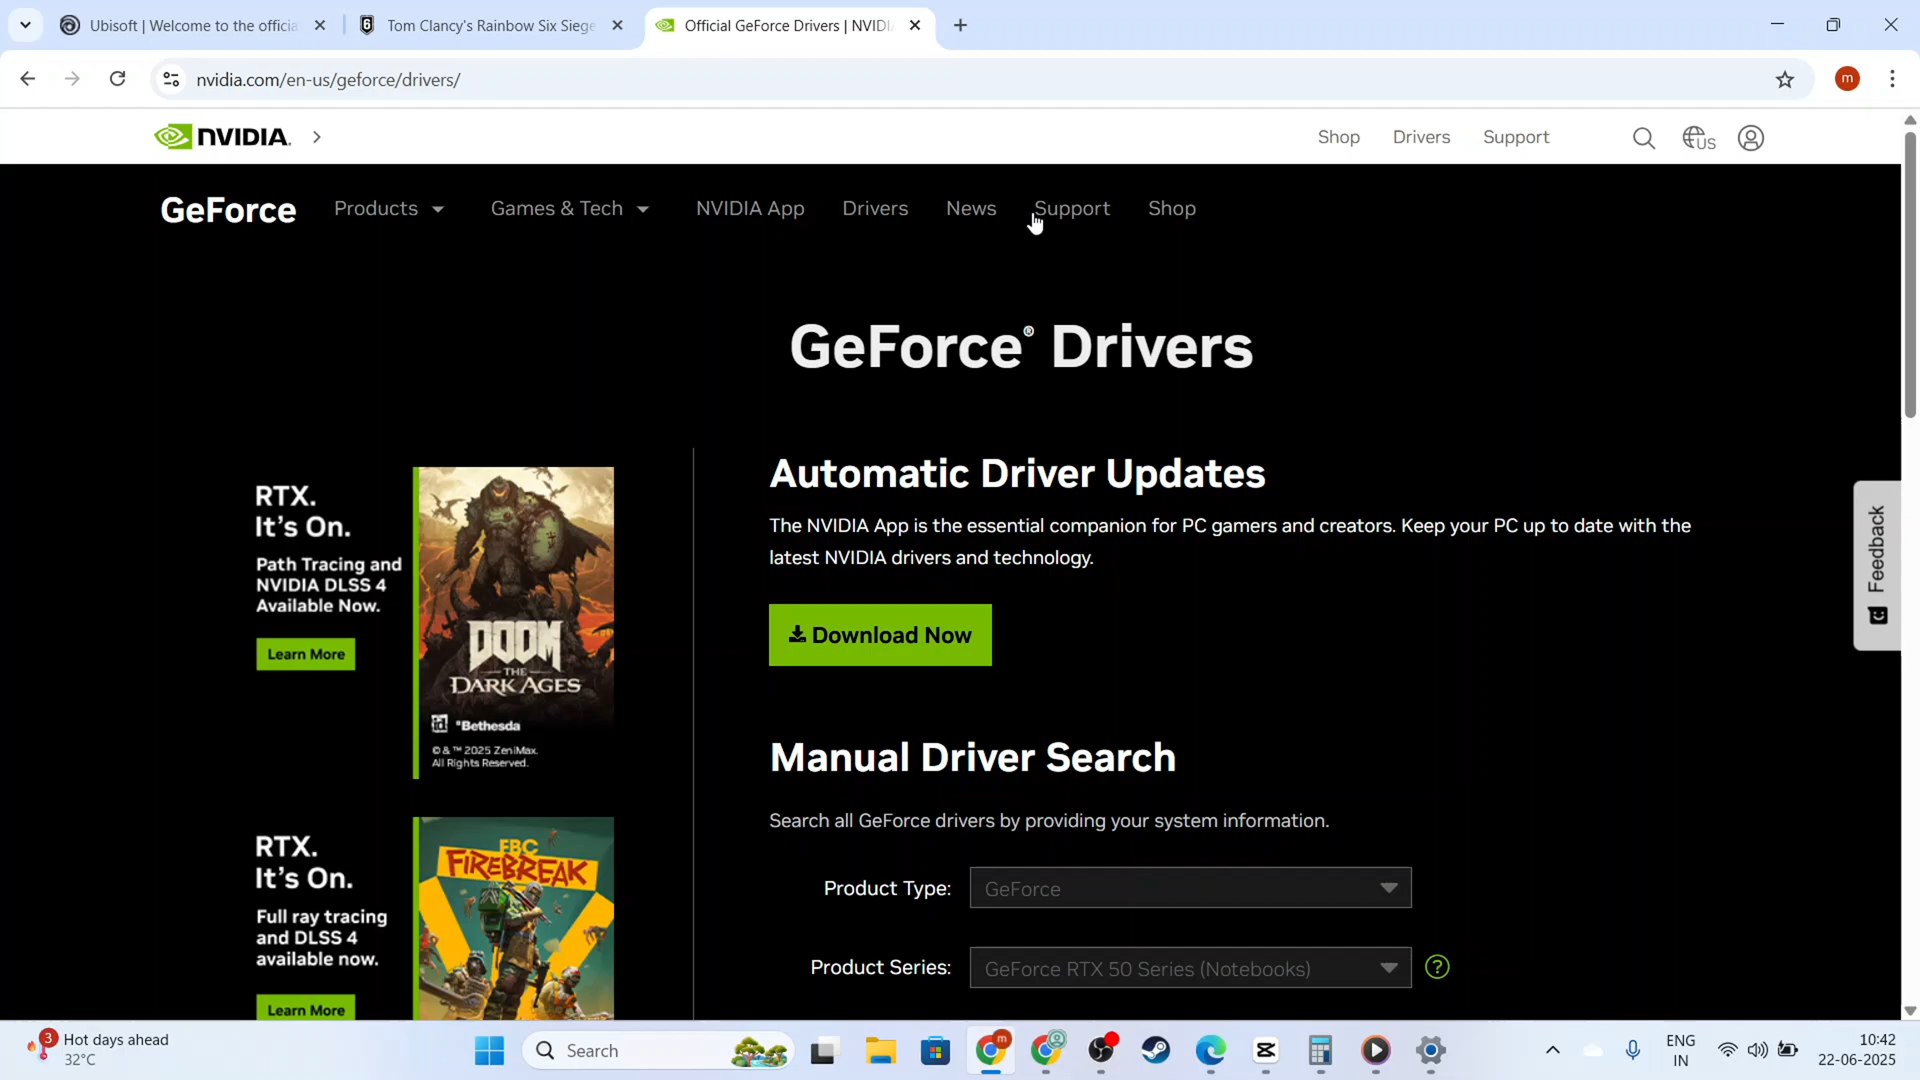 Ubisoft | Welcome to the officia
Tom Clancy's Rainbow Six Siege
Official GeForce Drivers | NVIDI
nvidia.com/en-us/geforce/drivers/
m
NVIDIA.
Shop
Drivers
Support
US
GeForce
Products
Games & Tech
NVIDIA App
Drivers
News
Support
Shop
GeForce® Drivers
RTX.
It's On.
Path Tracing and
NVIDIA DLSS 4
Available Now.
Learn More
DOOM
THE
DARK AGES
id Bethesda
© & ™ 2025 ZeniMax.
All Rights Reserved.
Automatic Driver Updates
The NVIDIA App is the essential companion for PC gamers and creators. Keep your PC up to date with the
latest NVIDIA drivers and technology.
Download Now
Feedback
Manual Driver Search
Search all GeForce drivers by providing your system information.
Product Type:
GeForce
Product Series:
GeForce RTX 50 Series (Notebooks)
?
RTX.
It's On.
Full ray tracing
and DLSS 4
available now.
Learn More
FBC
FIREBREAK
3
Hot days ahead
32°C
Search
m
ENG
IN
10:42
22-06-2025